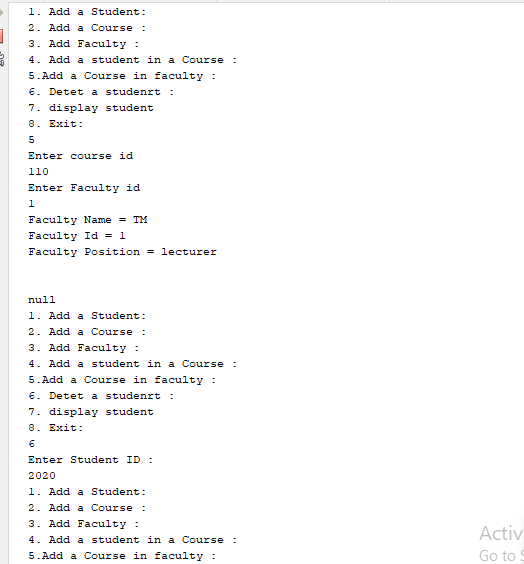 1. Add a Student:
2. Add a Course :
3. Add Faculty :
4. Add a student in a Course :
5.Add a Course in faculty :
6. Detet a studenrt :
7. display student
8. Exit:
5
Enter course id
110
Enter Faculty id
1
Faculty Name = TM
Faculty Id = 1
Faculty Position = lecturer
null
1. Add a Student:
2. Add a Course :
3. Add Faculty :
4. Add a student in a Course :
5.Add a Course in faculty :
6. Detet a studenrt :
7. display student
8. Exit:
6
Enter Student ID :
2020
1. Add a Student:
2. Add a Course :
3. Add Faculty :
4. Add a student in a Course :
5.Add a Course in faculty :
Activ
Go to S